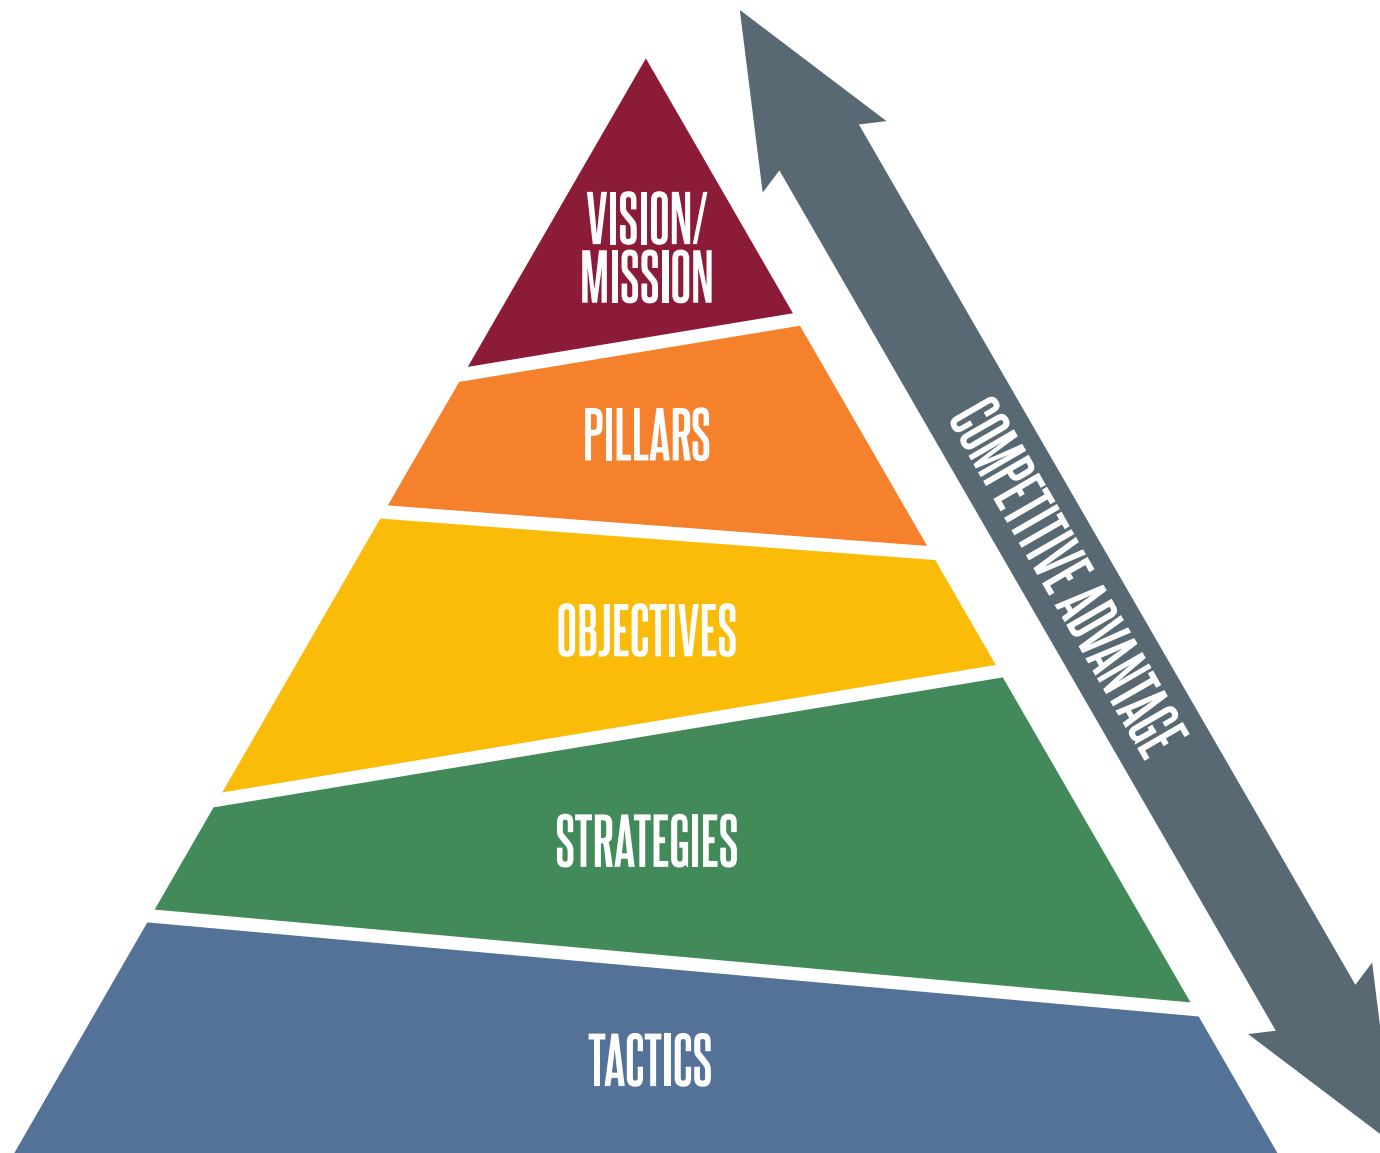 VISION/
MISSION
PILLARS
OBJECTIVES
STRATEGIES
TACTICS
COMPETITIVE ADVANTAGE